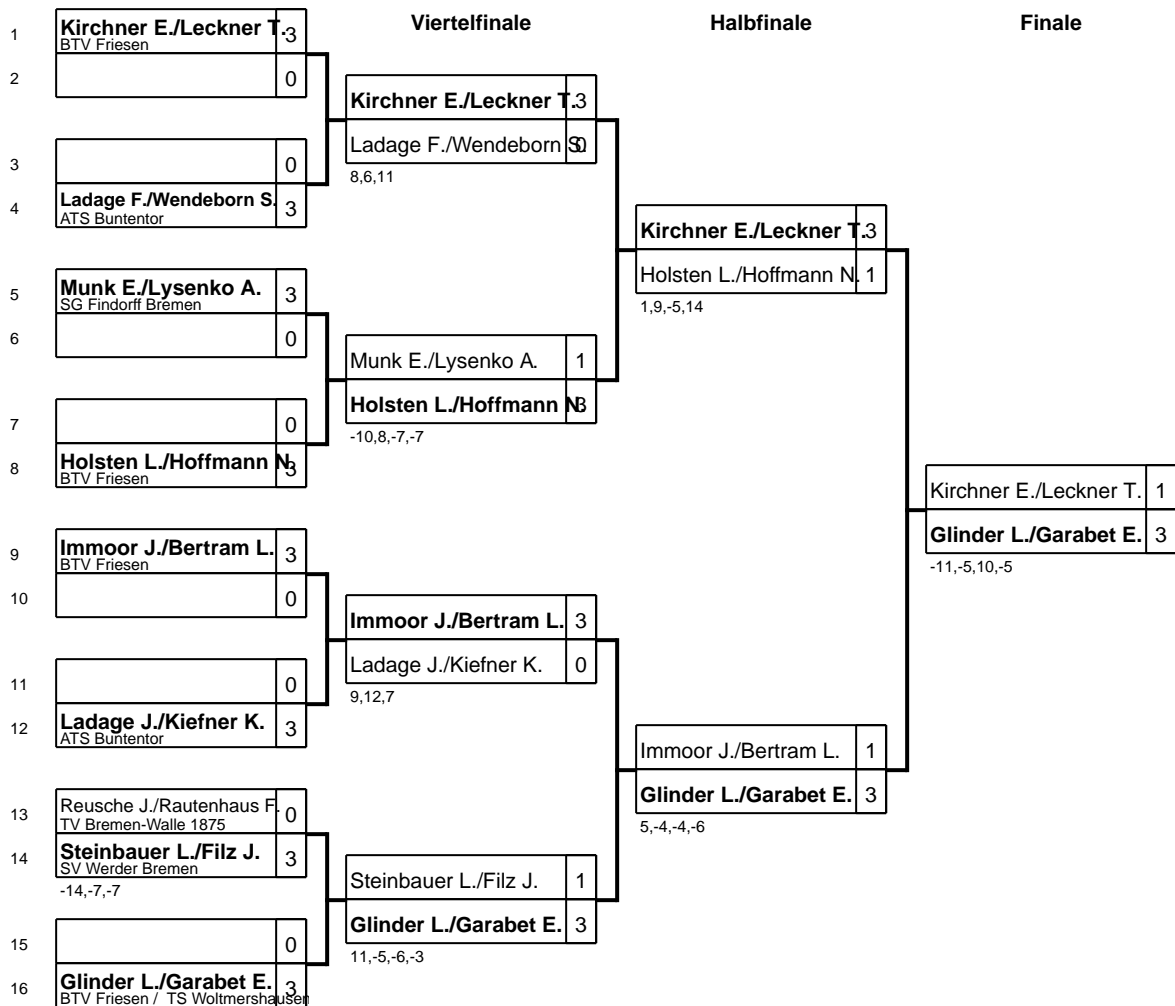 Viertelfinale
Halbfinale
Finale
1 Kirchner E./Leckner T. 3
BTV Friesen
2 0
3 0
4 Ladage F./Wendeborn S. 3
ATS Buntentor
5 Munk E./Lysenko A. 3
SG Findorff Bremen
6 0
7 0
8 Holsten L./Hoffmann N. 3
BTV Friesen
9 Immoor J./Bertram L. 3
BTV Friesen
10 0
11 0
12 Ladage J./Kiefner K. 3
ATS Buntentor
13 Reusche J./Rautenhaus F. 0
TV Bremen-Walle 1875
14 Steinbauer L./Filz J. 3
SV Werder Bremen
-14,-7,-7
15 0
16 Glinder L./Garabet E. 3
BTV Friesen / TS Woltmershausen
Kirchner E./Leckner T. 3
Ladage F./Wendeborn S. 0
8,6,11
Munk E./Lysenko A. 1
Holsten L./Hoffmann N. 3
-10,8,-7,-7
Immoor J./Bertram L. 3
Ladage J./Kiefner K. 0
9,12,7
Steinbauer L./Filz J. 1
Glinder L./Garabet E. 3
11,-5,-6,-3
Kirchner E./Leckner T. 3
Holsten L./Hoffmann N. 1
1,9,-5,14
Immoor J./Bertram L. 1
Glinder L./Garabet E. 3
5,-4,-4,-6
Kirchner E./Leckner T. 1
Glinder L./Garabet E. 3
-11,-5,10,-5